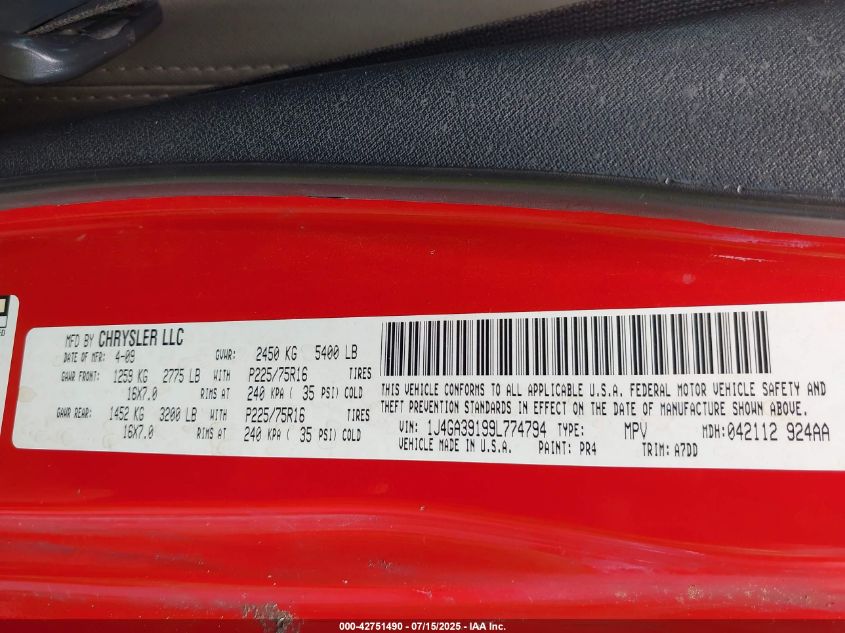 ED
MFD BY CHRYSLER LLC
DATE OF MFR: 4-09 GVWR: 2450 KG 5400 LB
GAWR FRONT: 1259 KG 2775 LB WITH P225/75R16 TIRES
16X7.0 RIMS AT 240 KPA ( 35 PSI) COLD
GAWR REAR: 1452 KG 3200 LB WITH P225/75R16 TIRES
16X7.0 RIMS AT 240 KPA ( 35 PSI) COLD
THIS VEHICLE CONFORMS TO ALL APPLICABLE U.S.A. FEDERAL MOTOR VEHICLE SAFETY AND
THEFT PREVENTION STANDARDS IN EFFECT ON THE DATE OF MANUFACTURE SHOWN ABOVE.
VIN: 1J4GA39199L774794 TYPE: MPV MDH: 042112 924AA
VEHICLE MADE IN U.S.A. PAINT: PR4 TRIM: A7DD
000-42751490 - 07/15/2025 - IAA Inc.